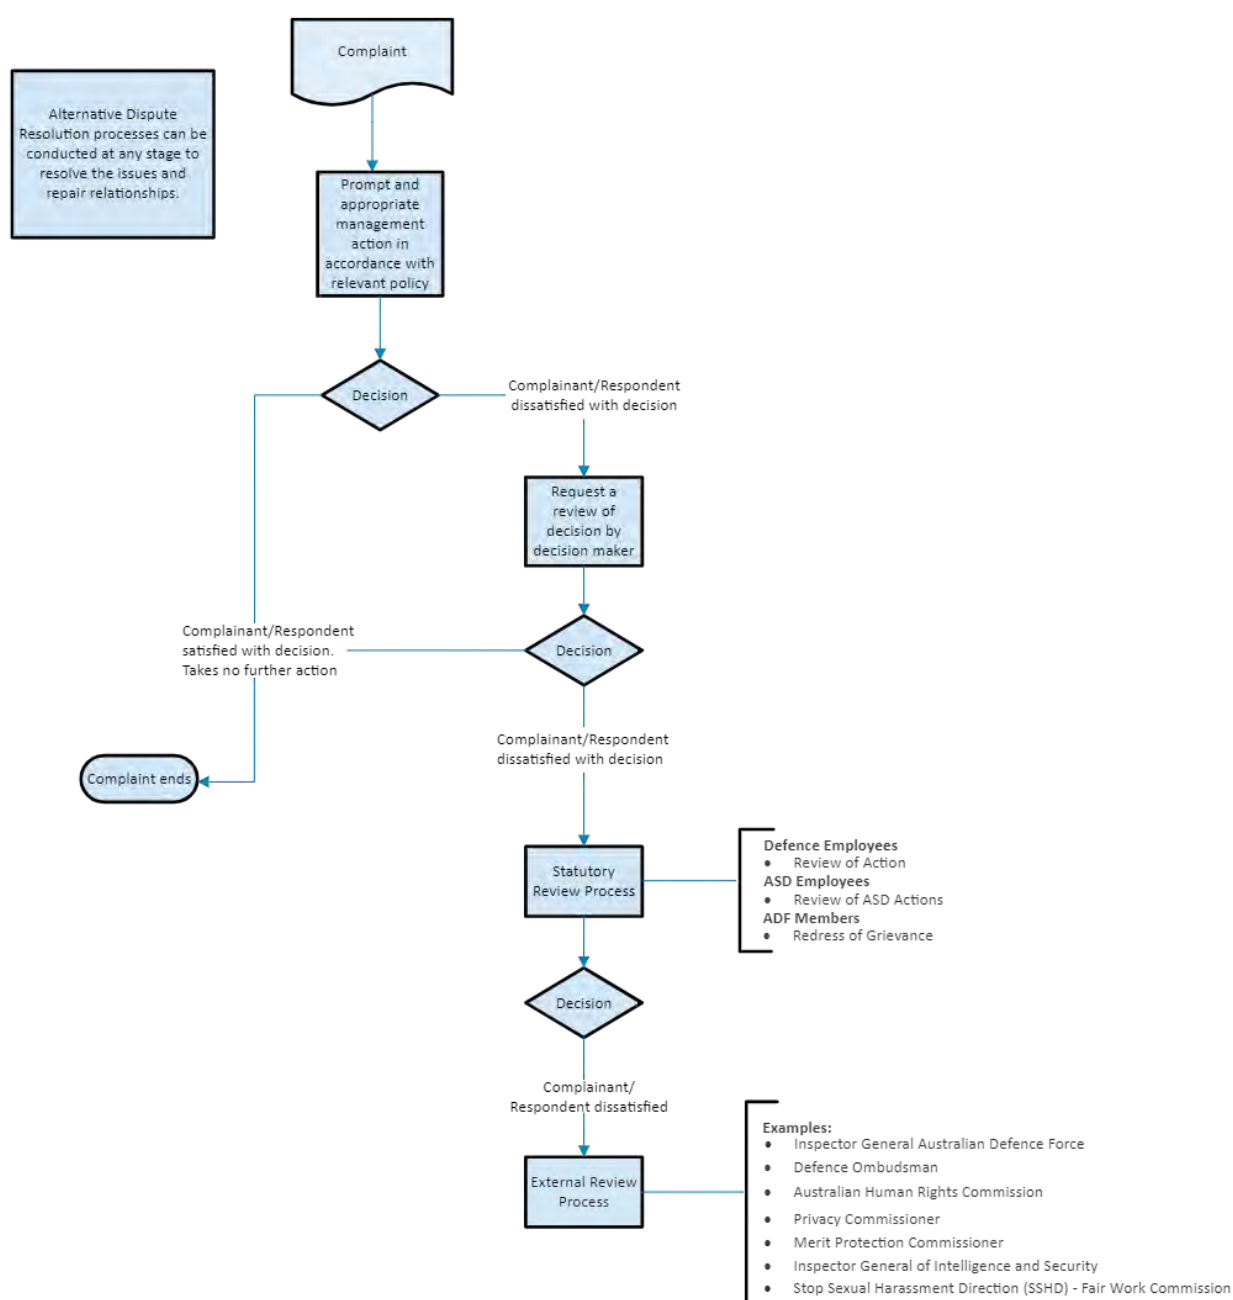 Complaint
Alternative Dispute
Resolution processes can be
conducted at any stage to
resolve the issues and
repair relationships.
Prompt and
appropriate
management
action in
accordance with
relevant policy
Decision
Complainant/Respondent
dissatisfied with decision
Request a
review of
decision by
decision maker
Complainant/Respondent
satisfied with decision.
Takes no further action
Decision
Complainant/Respondent
dissatisfied with decision
Complaint ends
Statutory
Review Process
Defence Employees
• Review of Action
ASD Employees
• Review of ASD Actions
ADF Members
• Redress of Grievance
Decision
Complainant/
Respondent dissatisfied
External Review
Process
Examples:
• Inspector General Australian Defence Force
• Defence Ombudsman
• Australian Human Rights Commission
• Privacy Commissioner
• Merit Protection Commissioner
• Inspector General of Intelligence and Security
• Stop Sexual Harassment Direction (SSHD) - Fair Work Commission